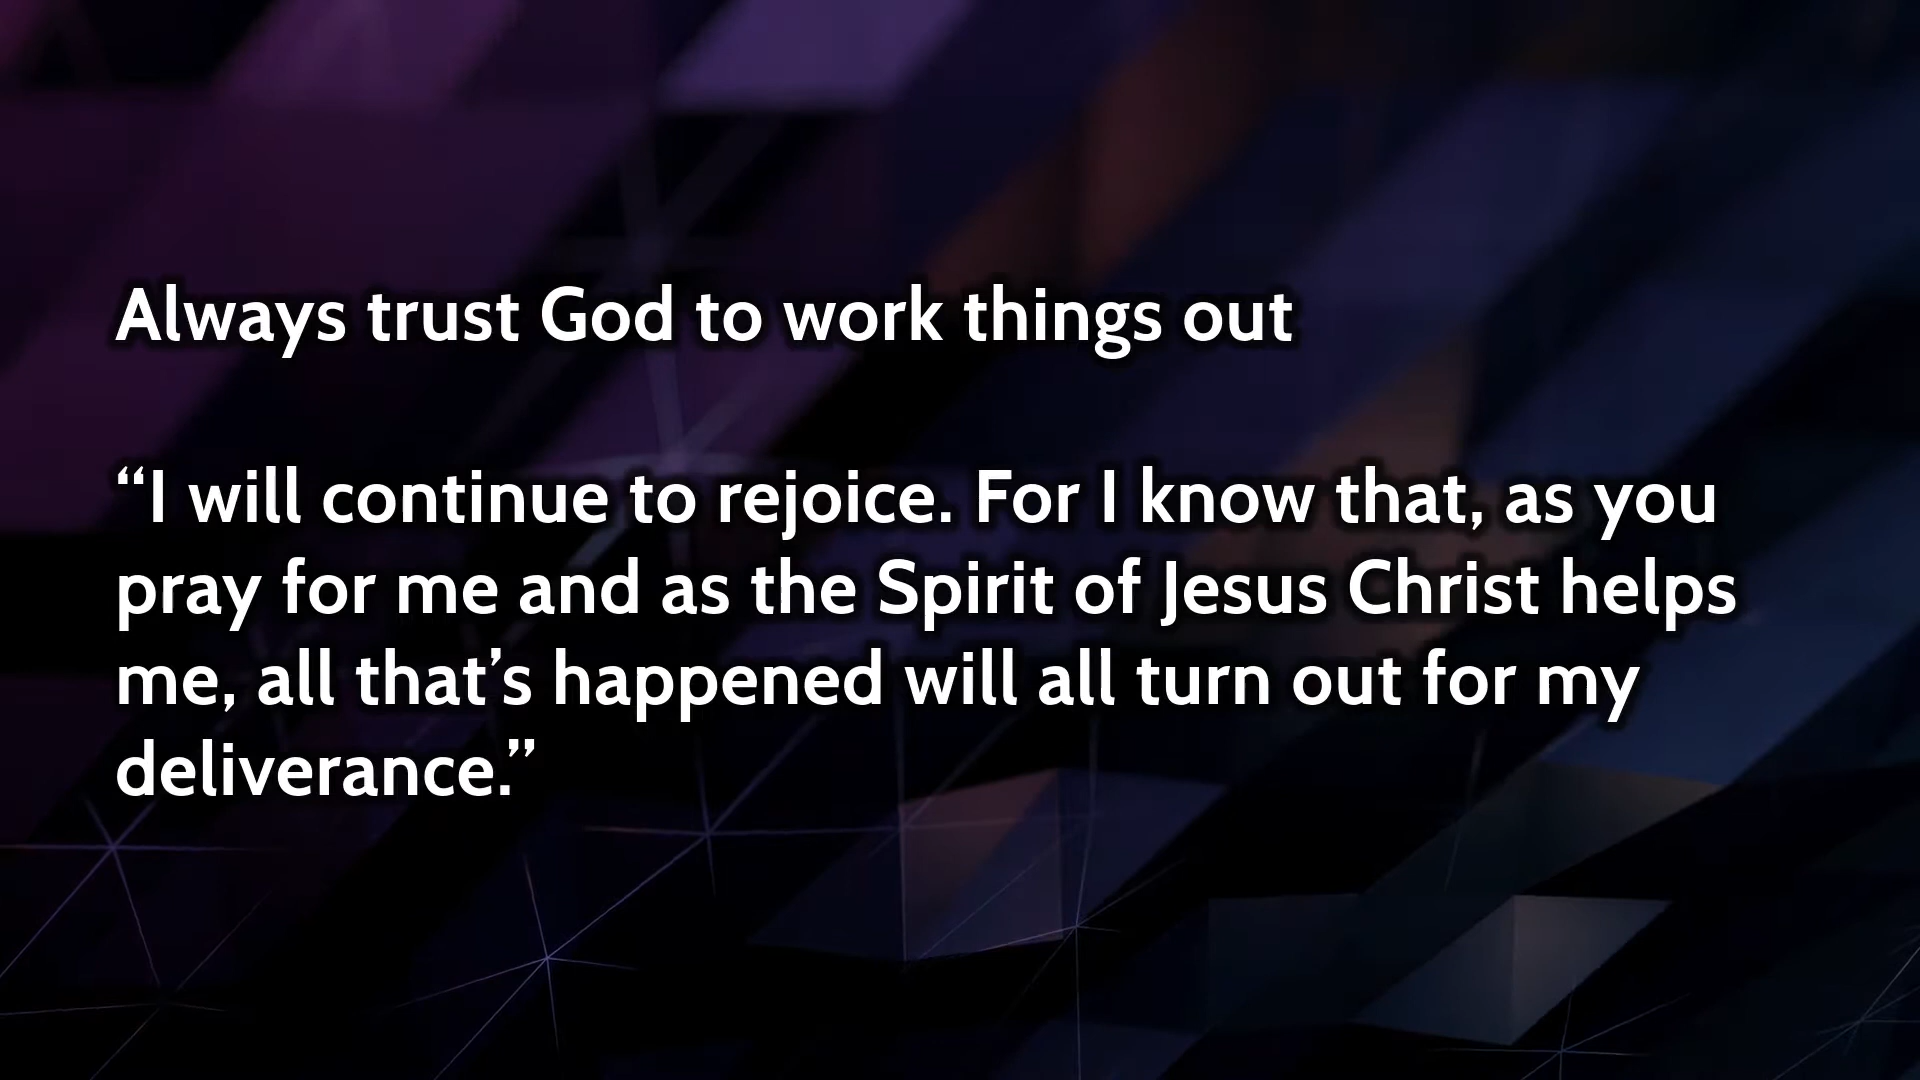 Always trust God to work things out
“I will continue to rejoice. For I know that, as you
pray for me and as the Spirit of Jesus Christ helps
me, all that’s happened will all turn out for my
deliverance.”